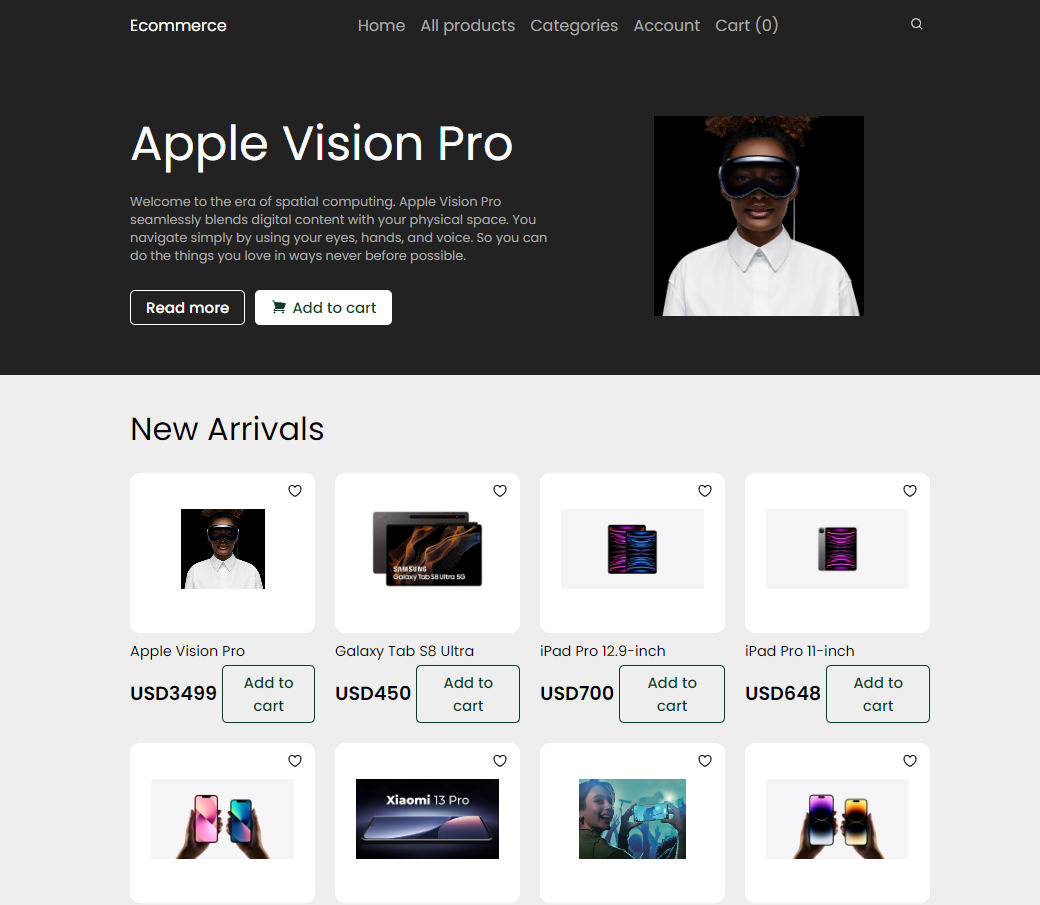 Ecommerce
Home
All products
Categories
Account
Cart (0)
Apple Vision Pro
Welcome to the era of spatial computing. Apple Vision Pro
seamlessly blends digital content with your physical space. You
navigate simply by using your eyes, hands, and voice. So you can
do the things you love in ways never before possible.
Read more
Add to cart
New Arrivals
SAMSUNG
Galaxy Tab S8 Ultra 5G
Apple Vision Pro
USD3499
Add to
cart
Galaxy Tab S8 Ultra
USD450
Add to
cart
iPad Pro 12.9-inch
USD700
Add to
cart
iPad Pro 11-inch
USD648
Add to
cart
Xiaomi 13 Pro